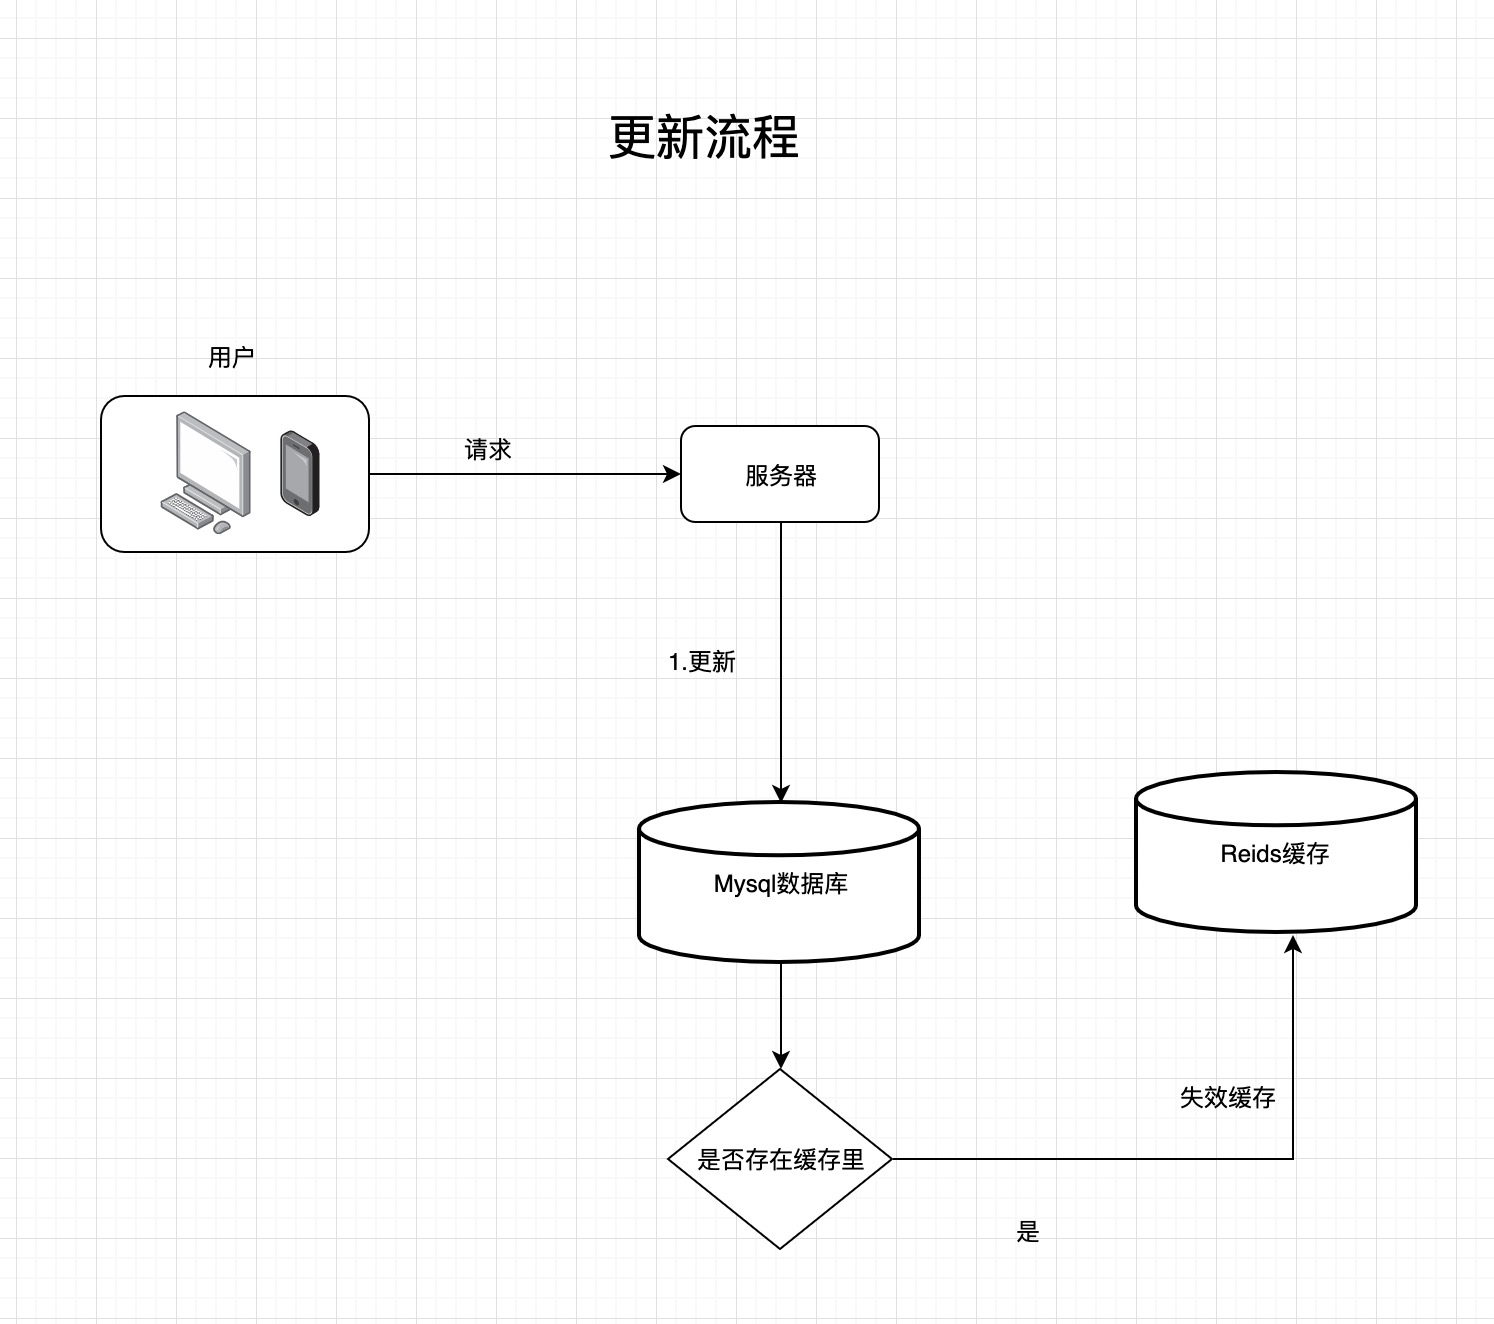 更新流程
用户
请求
服务器
1.更新
Reids缓存
Mysql数据库
失效缓存
是否存在缓存里
是